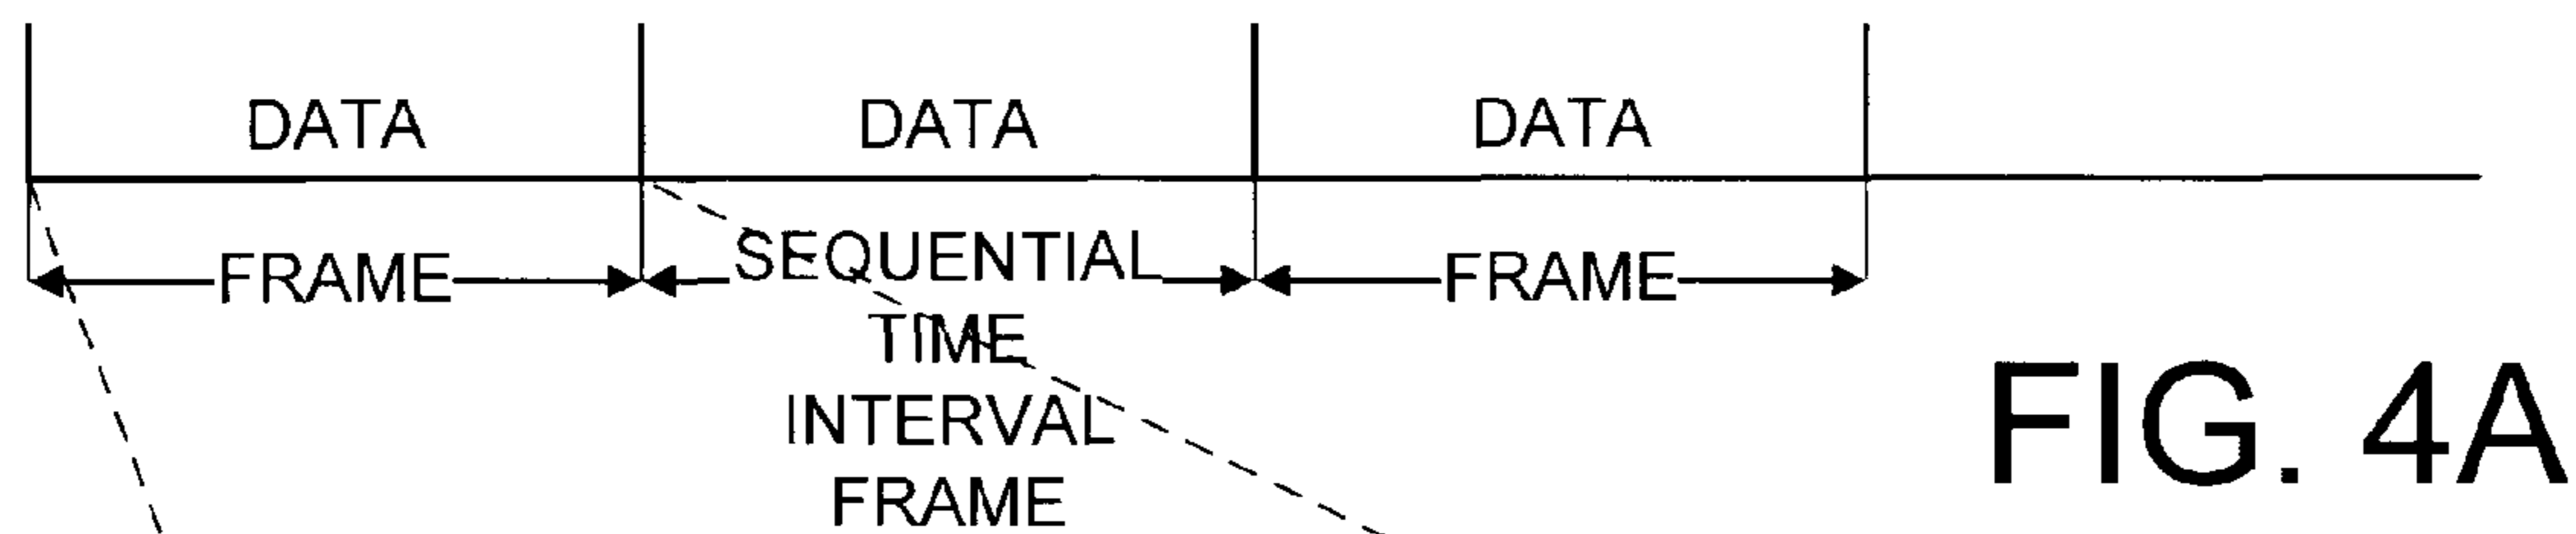 DATA DATA DATA
FRAME SEQUENTIAL FRAME
TIME
INTERVAL
FRAME
FIG. 4A